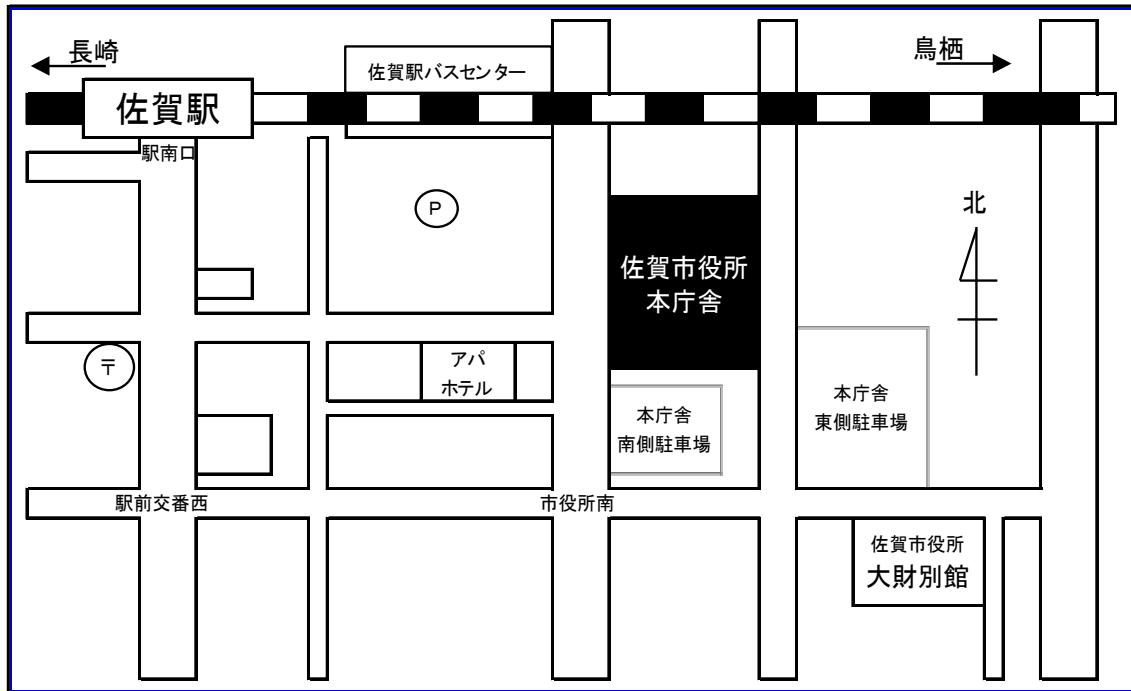 長崎
鳥栖
佐賀駅バスセンター
佐賀駅
駅南口
P
北
佐賀市役所
本庁舎
〒
アパ
ホテル
本庁舎
東側駐車場
本庁舎
南側駐車場
駅前交番西
市役所南
佐賀市役所
大財別館